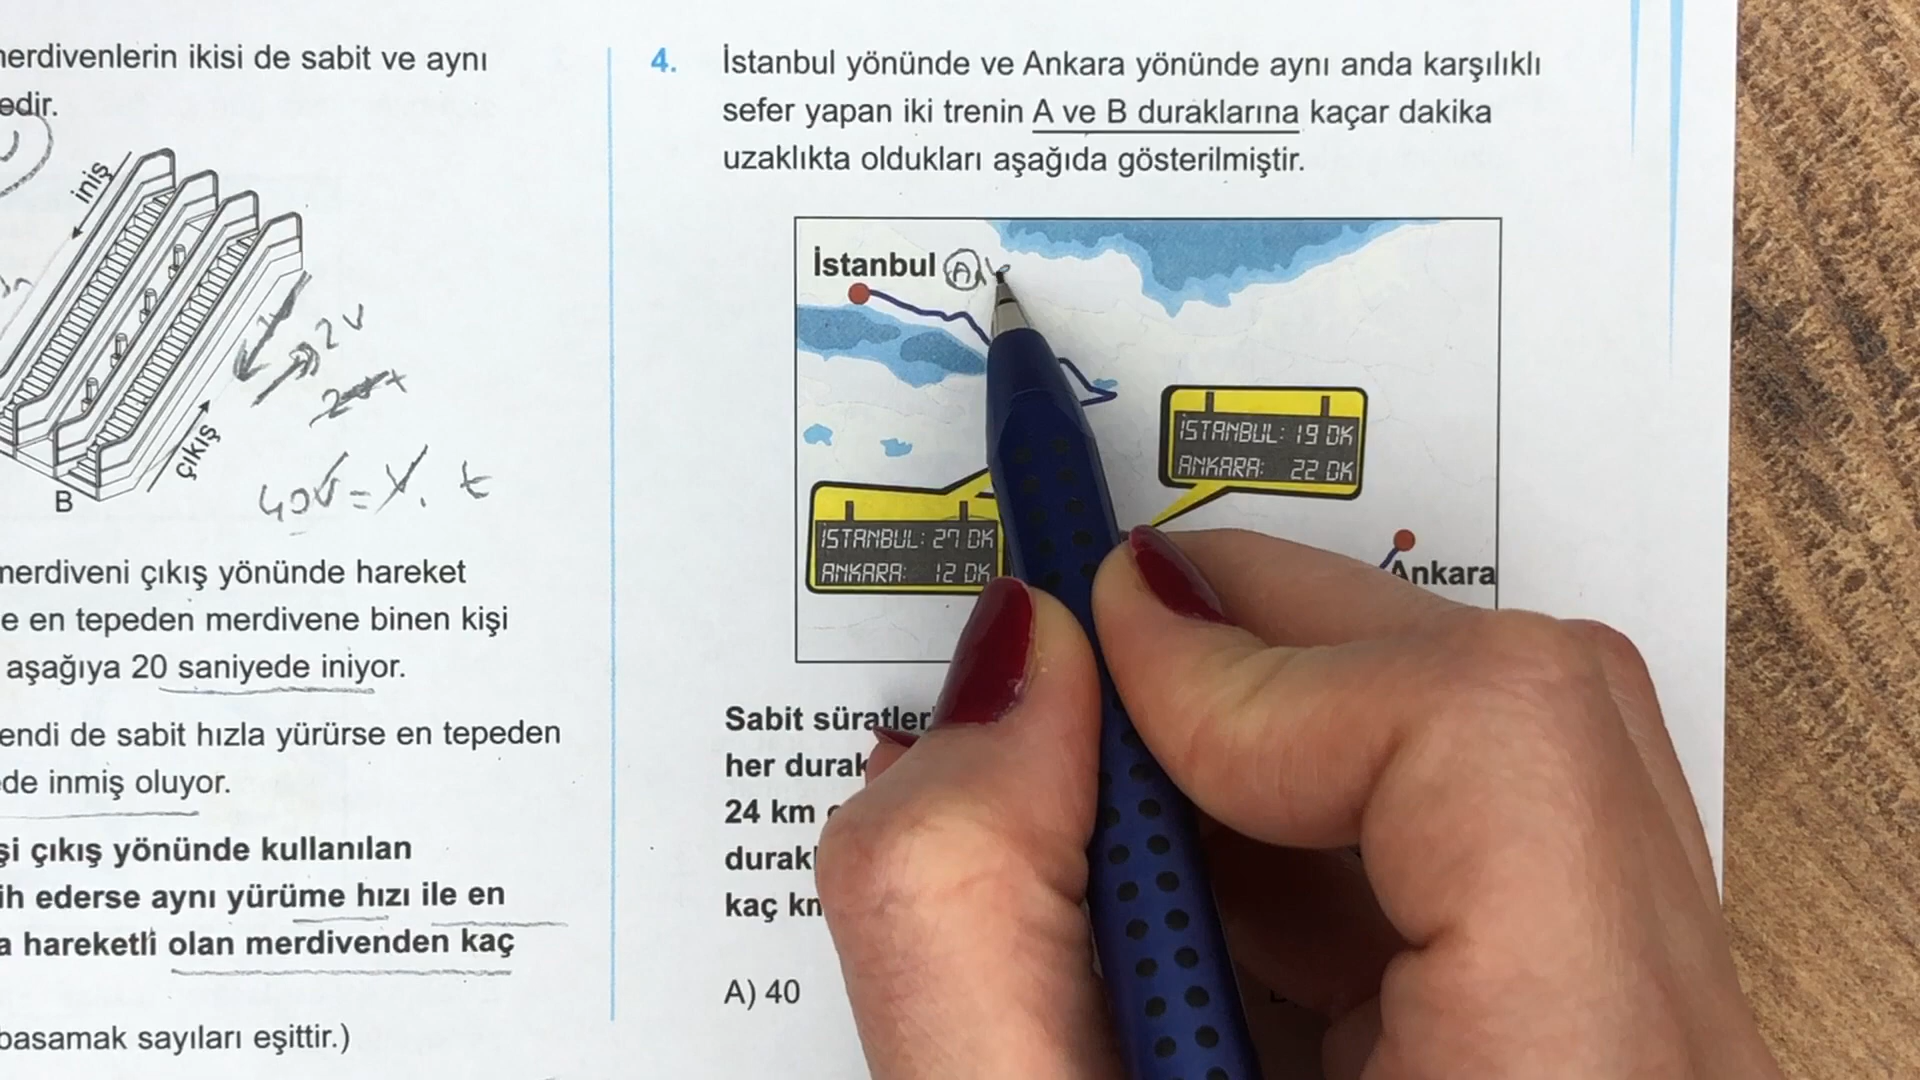 merdivenlerin ikisi de sabit ve aynı
edir.
iniş
çıkış
B
2v
40v = v. t
merdiveni çıkış yönünde hareket
e en tepeden merdivene binen kişi
aşağıya 20 saniyede iniyor.
endi de sabit hızla yürürse en tepeden
de inmiş oluyor.
şi çıkış yönünde kullanılan
ih ederse aynı yürüme hızı ile en
a hareketli olan merdivenden kaç
basamak sayıları eşittir.)
4. İstanbul yönünde ve Ankara yönünde aynı anda karşılıklı
sefer yapan iki trenin A ve B duraklarına kaçar dakika
uzaklıkta oldukları aşağıda gösterilmiştir.
İstanbul A
İSTANBUL: 19 DK
ANKARA: 22 DK
İSTANBUL: 27 DK
ANKARA: 12 DK
Ankara
Sabit süratler
her durak
24 km
durak
kaç km
A) 40